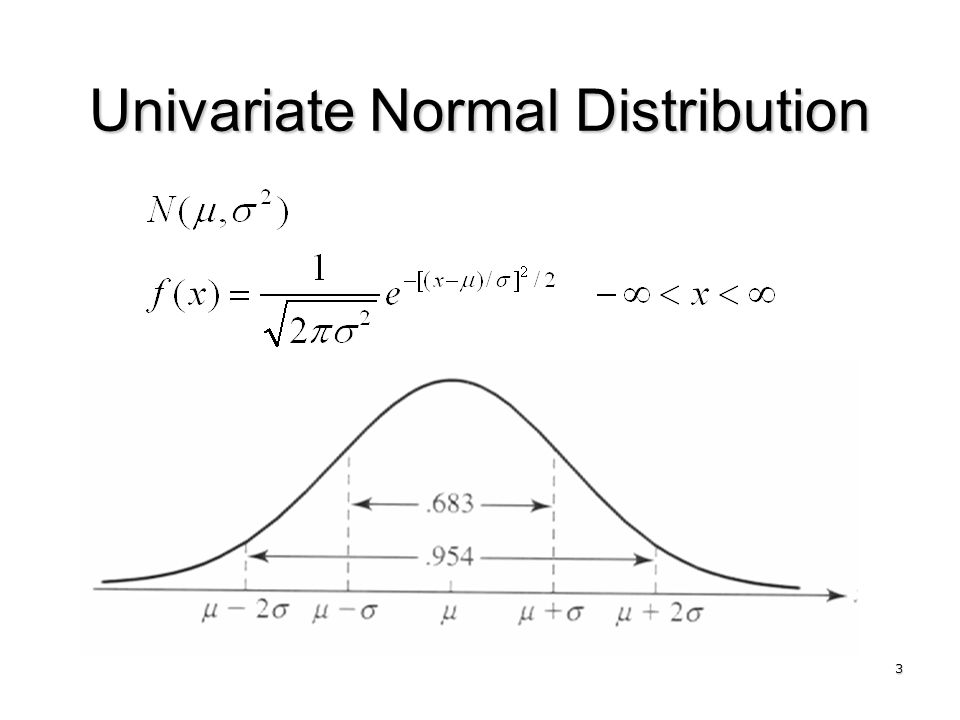 Univariate Normal Distribution
N(μ,σ²)
f(x) = 1/√(2πσ²) e^(−[(x−μ)/σ]²/2) −∞ < x < ∞
.683
.954
μ − 2σ μ − σ μ μ + σ μ + 2σ
3